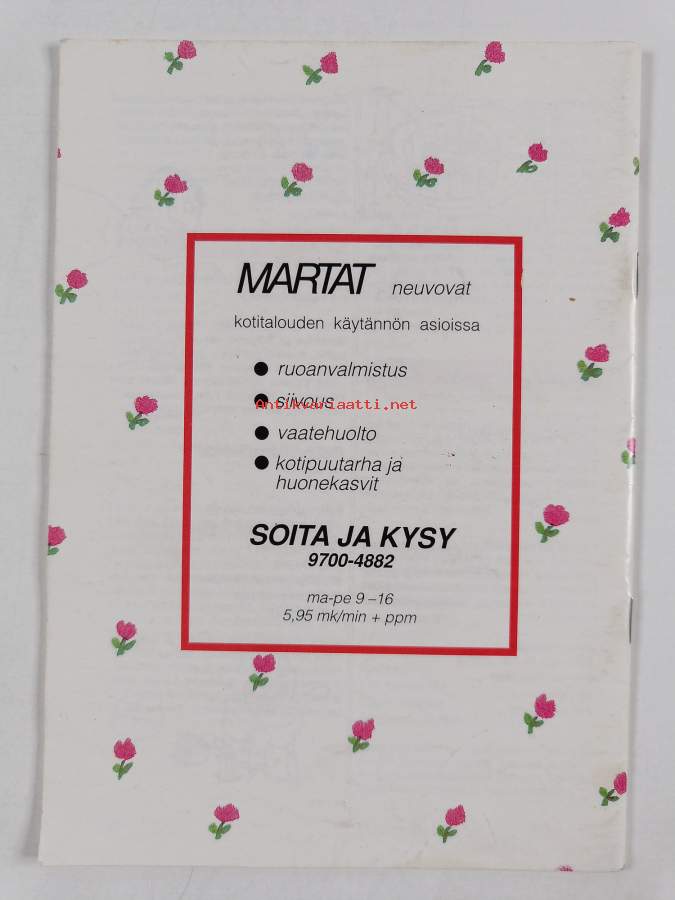 MARTAT neuvovat
kotitalouden käytännön asioissa
● ruoanvalmistus
● siivous
Antikvariaatti.net
● vaatehuolto
● kotipuutarha ja
huonekasvit
SOITA JA KYSY
9700-4882
ma-pe 9–16
5,95 mk/min + ppm